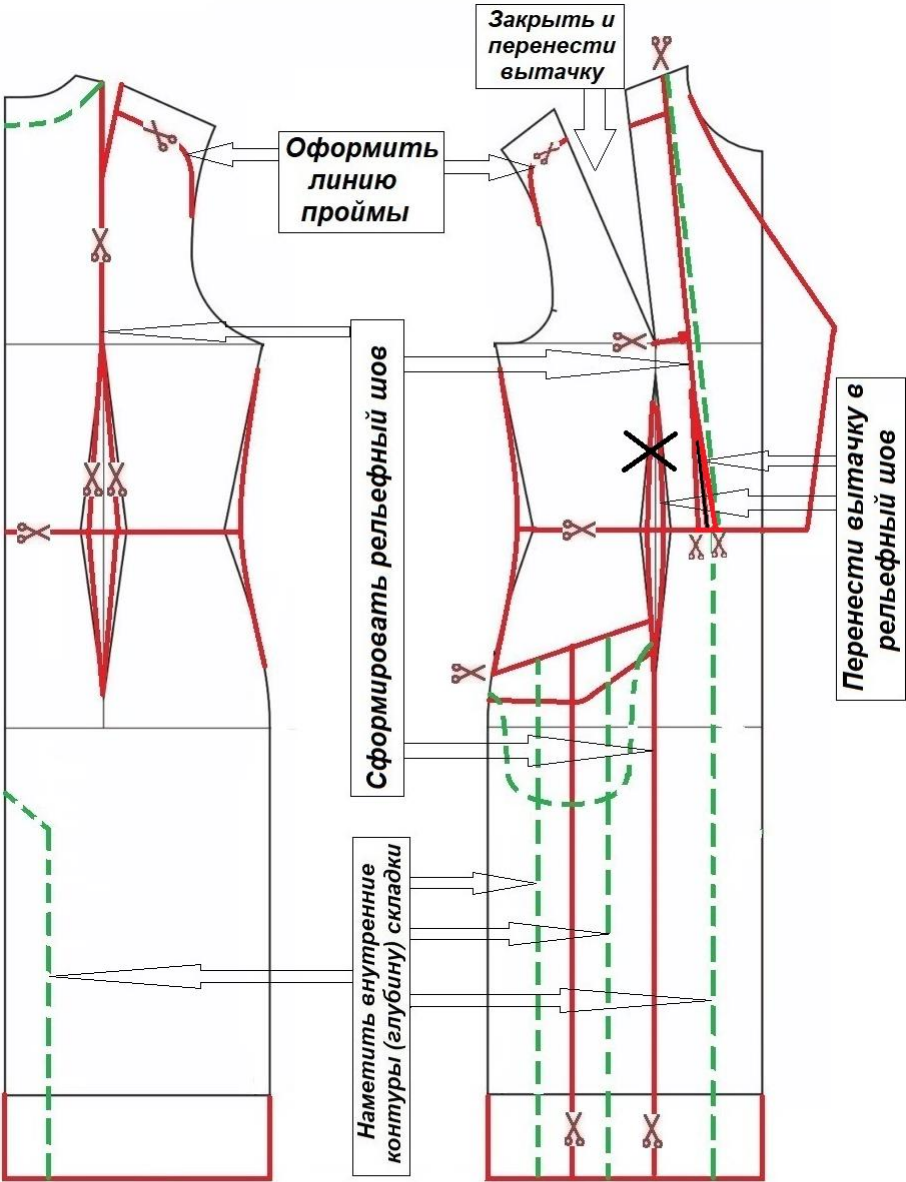 Закрыть и
перенести
вытачку
Оформить
линию
проймы
Сформировать рельефный шов
Перенести вытачку в
рельефный шов
Наметить внутренние
контуры (глубину) складки